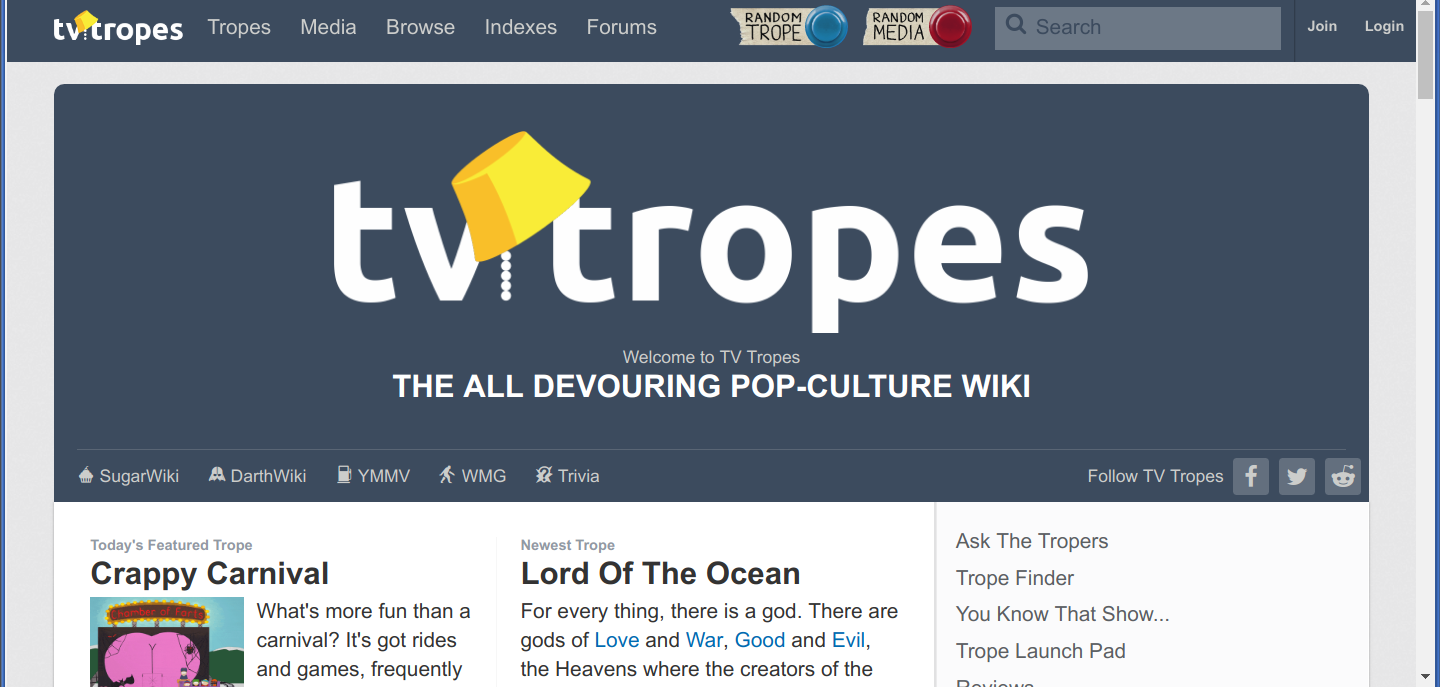 tvtropes Tropes Media Browse Indexes Forums RANDOM TROPE RANDOM MEDIA Search Join Login
tvtropes
Welcome to TV Tropes
THE ALL DEVOURING POP-CULTURE WIKI
SugarWiki DarthWiki YMMV WMG Trivia Follow TV Tropes
Today's Featured Trope
Crappy Carnival
Chamber of Farts
What's more fun than a
carnival? It's got rides
and games, frequently
Newest Trope
Lord Of The Ocean
For every thing, there is a god. There are
gods of Love and War, Good and Evil,
the Heavens where the creators of the
Ask The Tropers
Trope Finder
You Know That Show...
Trope Launch Pad
Reviews